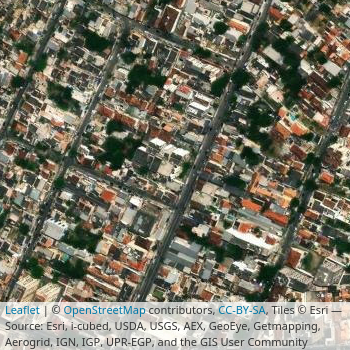 Leaflet | © OpenStreetMap contributors, CC-BY-SA, Tiles © Esri —
Source: Esri, i-cubed, USDA, USGS, AEX, GeoEye, Getmapping,
Aerogrid, IGN, IGP, UPR-EGP, and the GIS User Community